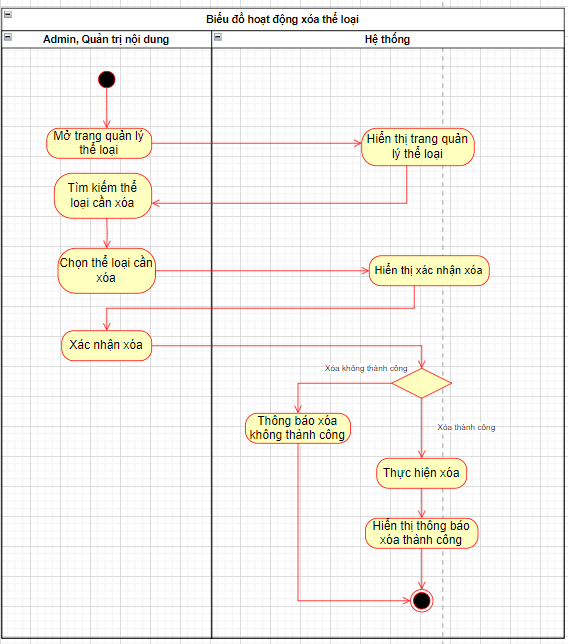 Biểu đồ hoạt động xóa thể loại
Admin, Quản trị nội dung
Hệ thống
Mở trang quản lý
thể loại
Hiển thị trang quản
lý thể loại
Tìm kiếm thể
loại cần xóa
Chọn thể loại cần
xóa
Hiển thị xác nhận xóa
Xác nhận xóa
Xóa không thành công
Thông báo xóa
không thành công
Xóa thành công
Thực hiện xóa
Hiển thị thông báo
xóa thành công